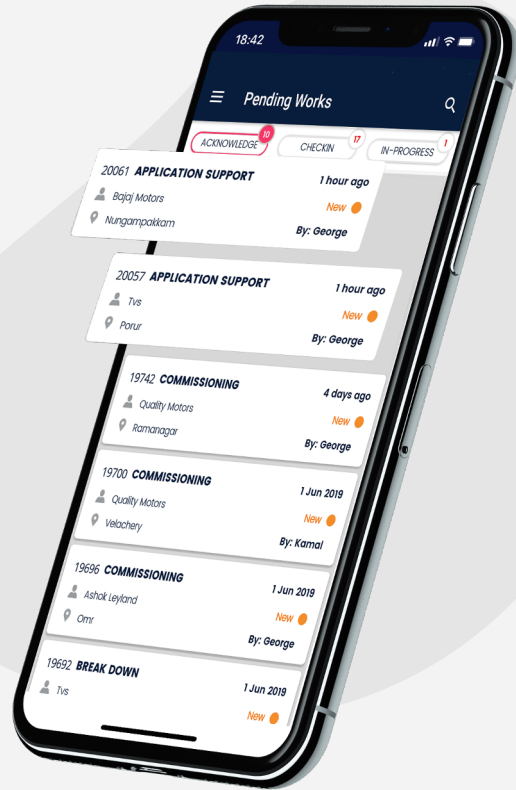 18:42
Pending Works
ACKNOWLEDGE 10
CHECKIN 17
IN-PROGRESS 1
20061 APPLICATION SUPPORT 1 hour ago
Bajaj Motors New
Nungampakkam By: George
20057 APPLICATION SUPPORT 1 hour ago
Tvs New
Porur By: George
19742 COMMISSIONING 4 days ago
Quality Motors New
Ramanagar By: George
19700 COMMISSIONING 1 Jun 2019
Quality Motors New
Velachery By: Kamal
19696 COMMISSIONING 1 Jun 2019
Ashok Leyland New
Omr By: George
19692 BREAK DOWN 1 Jun 2019
Tvs New